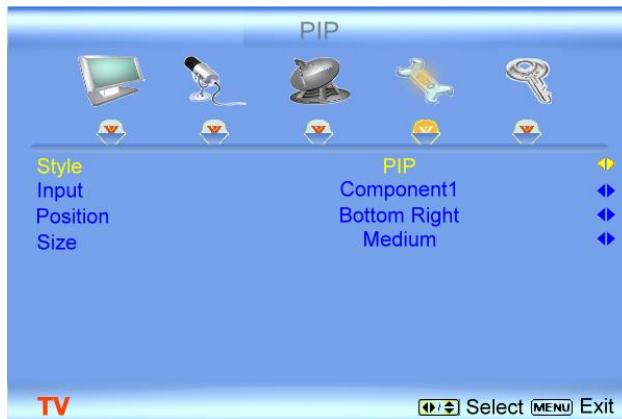 PIP
Style PIP
Input Component1
Position Bottom Right
Size Medium
TV Select MENU Exit